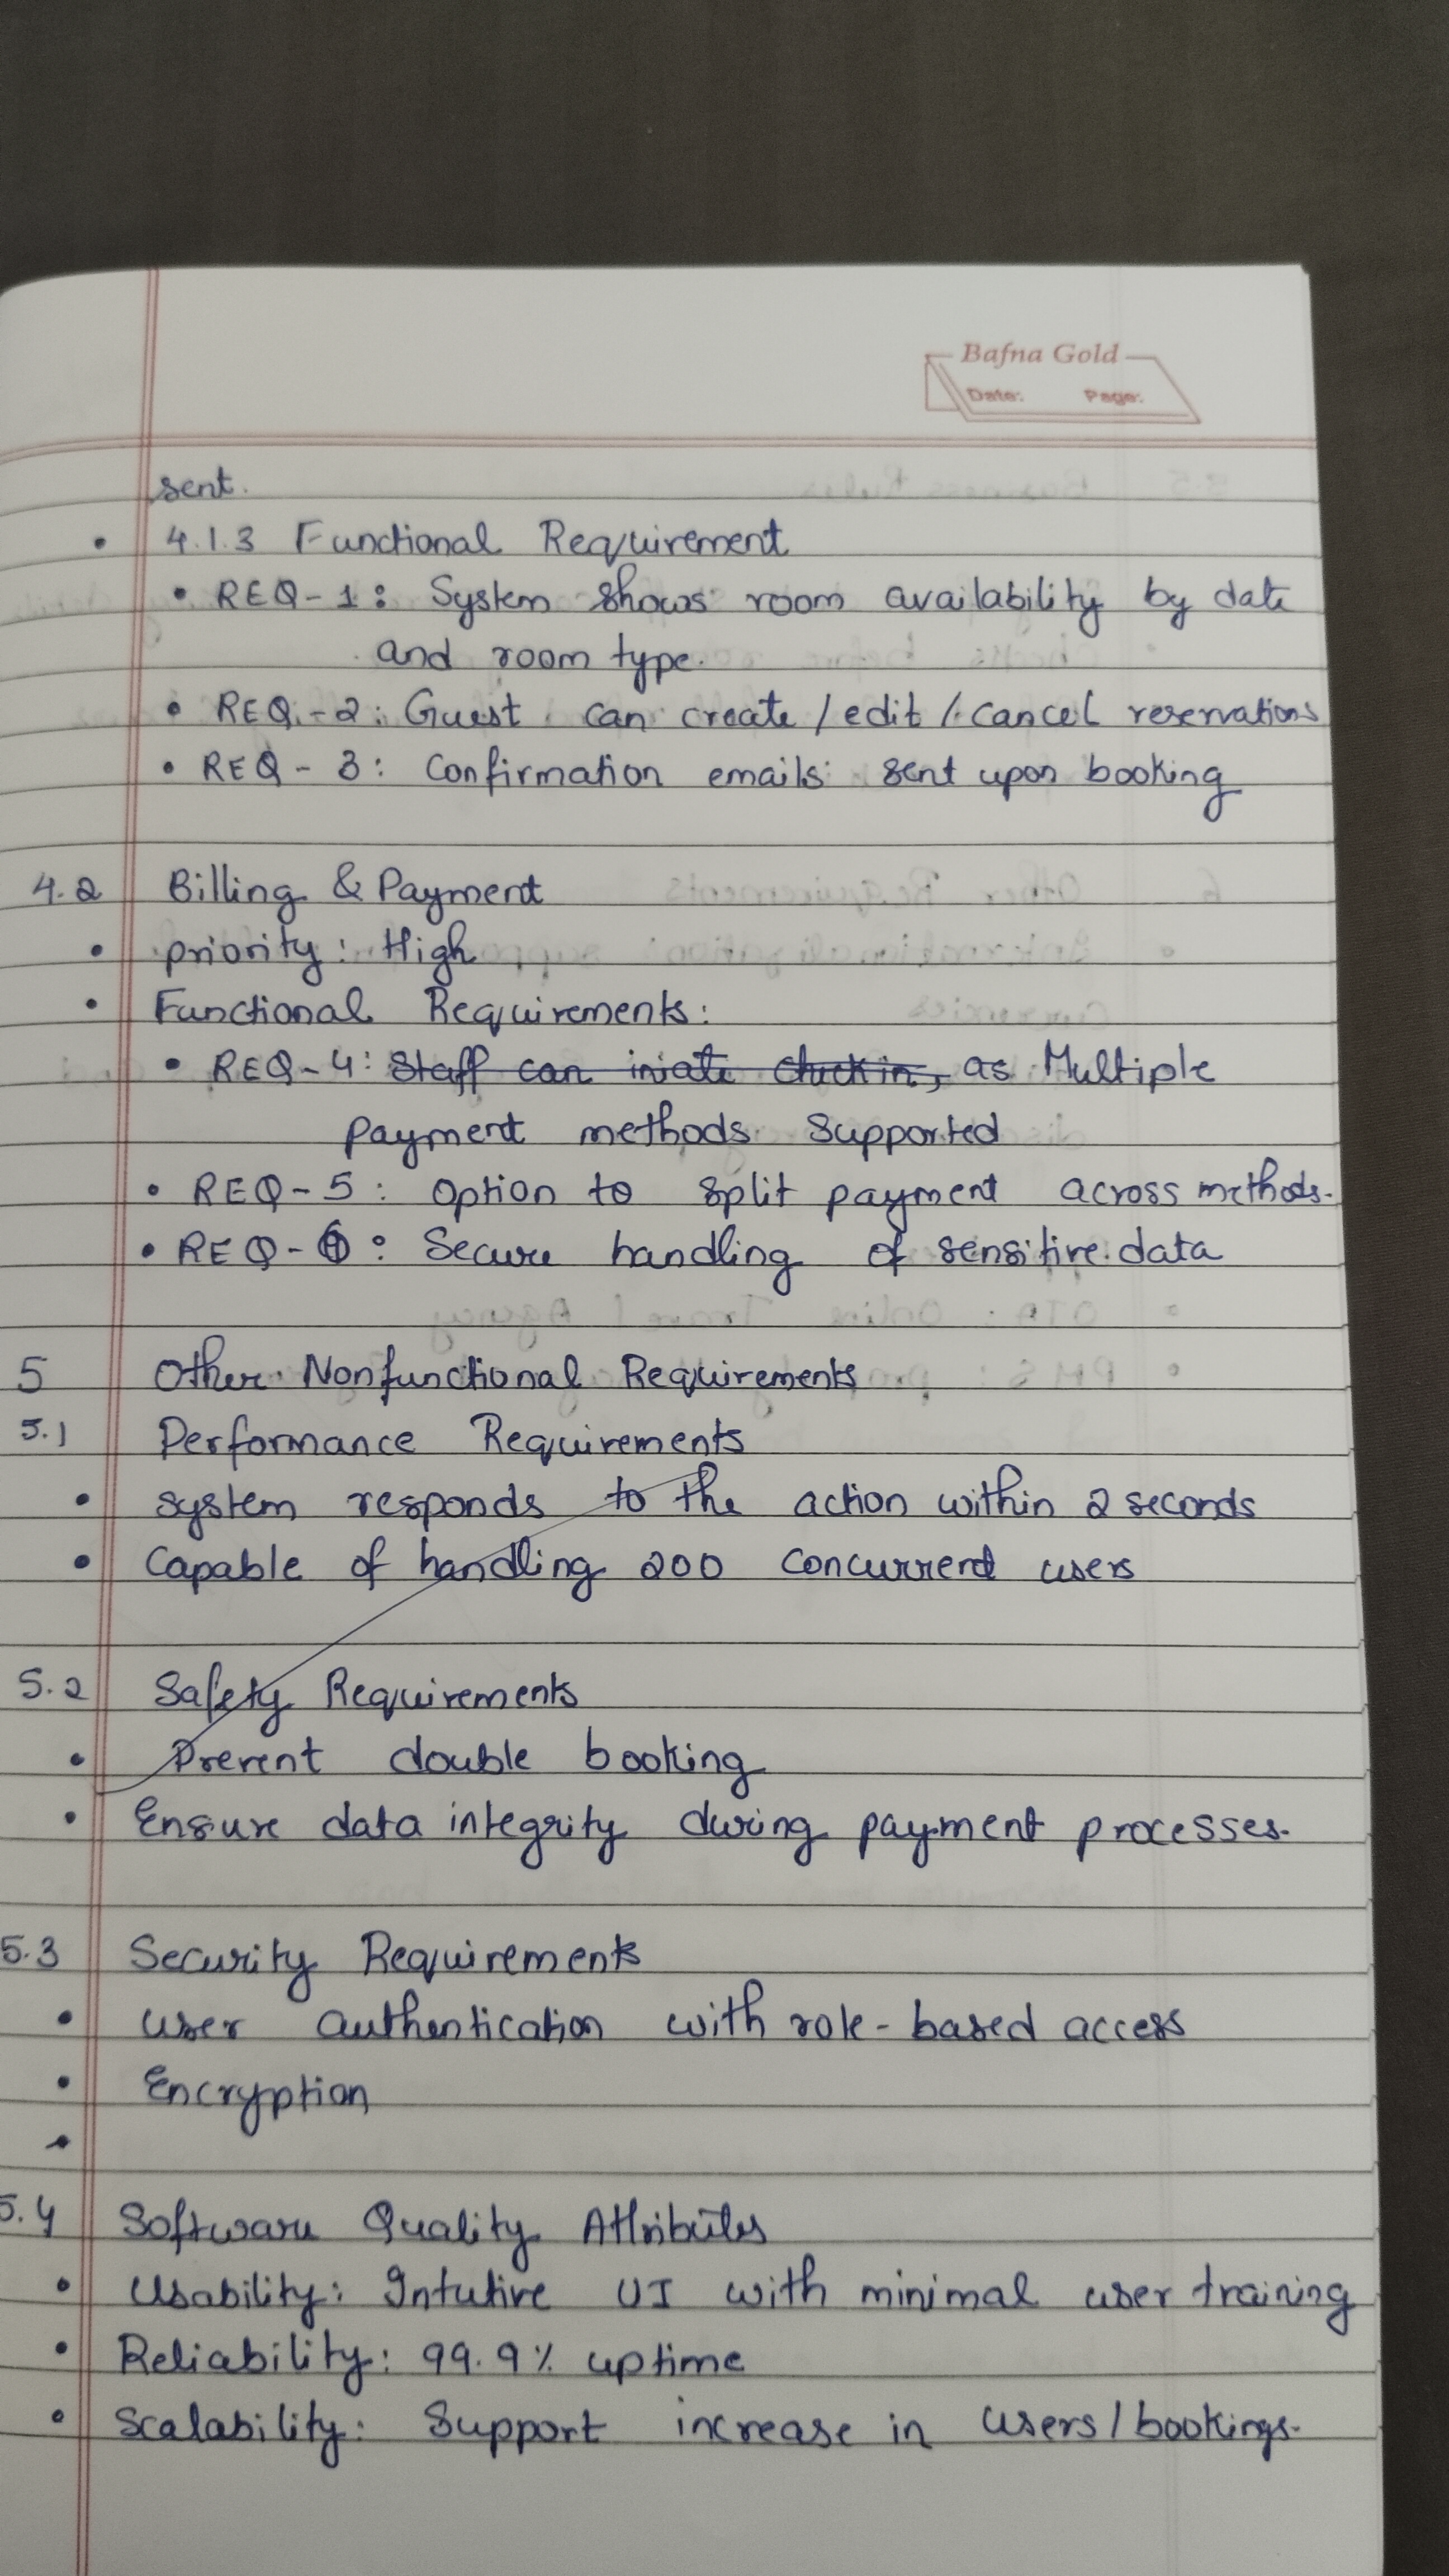 Bafna Gold
Date: Page:
sent.
• 4.1.3 Functional Requirement
• REQ-1: System shows room availability by date
and room type.
• REQ-2: Guest can create/edit/cancel reservations
• REQ-3: Confirmation emails sent upon booking
4.2 Billing & Payment
• priority: High
• Functional Requirements:
• REQ-4: Staff can iniate check in, as Multiple
payment methods supported
• REQ-5: Option to split payment across methods.
• REQ-6: Secure handling of sensitive data
5 Other Nonfunctional Requirements
5.1 Performance Requirements
• system responds to the action within 2 seconds
• Capable of handling 200 concurrent users
5.2 Safety Requirements
• Prevent double booking
• Ensure data integrity during payment processes.
5.3 Security Requirements
• User authentication with role-based access
• Encryption
•
5.4 Software Quality Attributes
• Usability: Intutive UI with minimal user training
• Reliability: 99.9% uptime
• Scalability: Support increase in users/bookings.